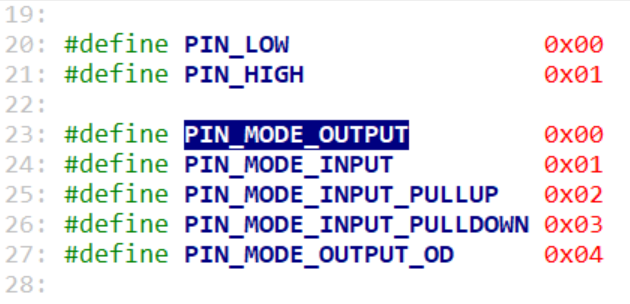 19:
20: #define PIN_LOW                 0x00
21: #define PIN_HIGH                0x01
22:
23: #define PIN_MODE_OUTPUT         0x00
24: #define PIN_MODE_INPUT          0x01
25: #define PIN_MODE_INPUT_PULLUP   0x02
26: #define PIN_MODE_INPUT_PULLDOWN 0x03
27: #define PIN_MODE_OUTPUT_OD      0x04
28: